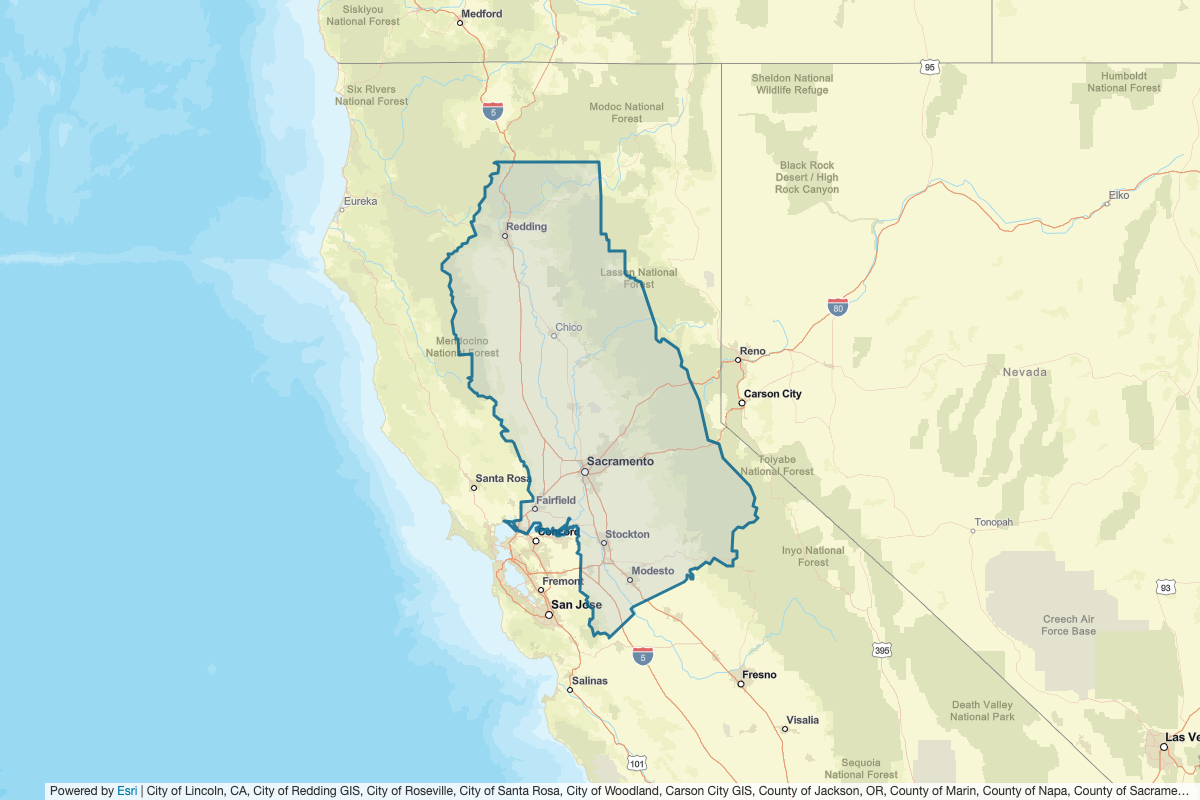 Siskiyou
National Forest
Medford
95
Six Rivers
National Forest
5
Modoc National
Forest
Sheldon National
Wildlife Refuge
Humboldt
National Forest
Black Rock
Desert / High
Rock Canyon
Eureka
Elko
Redding
Lassen National
Forest
80
Chico
Mendocino
National Forest
Reno
Nevada
Carson City
Sacramento
Toiyabe
National Forest
Santa Rosa
Fairfield
Tonopah
Concord
Stockton
Inyo National
Forest
Modesto
Fremont
93
San Jose
Creech Air
Force Base
5
395
Fresno
Salinas
Death Valley
National Park
Visalia
Las Ve
101
Sequoia
National Forest
Powered by Esri | City of Lincoln, CA, City of Redding GIS, City of Roseville, City of Santa Rosa, City of Woodland, Carson City GIS, County of Jackson, OR, County of Marin, County of Napa, County of Sacrame…